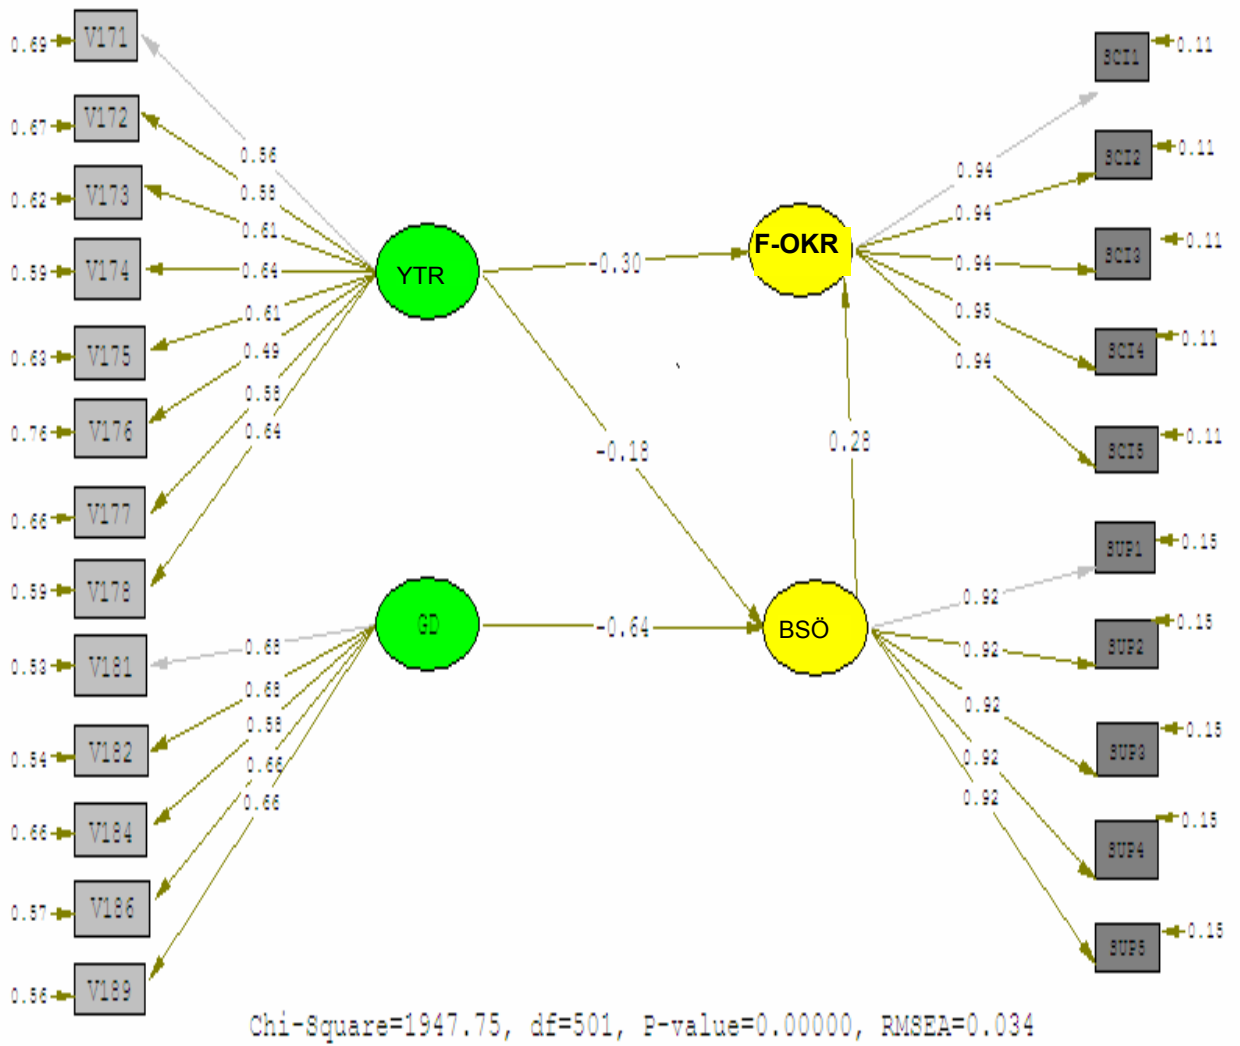 0.69 V171
0.67 V172
0.62 V173
0.59 V174
0.63 V175
0.76 V176
0.66 V177
0.59 V178
0.53 V181
0.54 V182
0.66 V184
0.57 V186
0.56 V189
0.56
0.58
0.61
0.64
0.61
0.49
0.58
0.64
0.68
0.68
0.58
0.66
0.66
YTR
GD
-0.30
-0.18
-0.64
0.28
F-OKR
BSÖ
0.94
0.94
0.94
0.95
0.94
0.92
0.92
0.92
0.92
0.92
SCI1 0.11
SCI2 0.11
SCI3 0.11
SCI4 0.11
SCI5 0.11
SUP1 0.15
SUP2 0.15
SUP3 0.15
SUP4 0.15
SUP5 0.15
Chi-Square=1947.75, df=501, P-value=0.00000, RMSEA=0.034